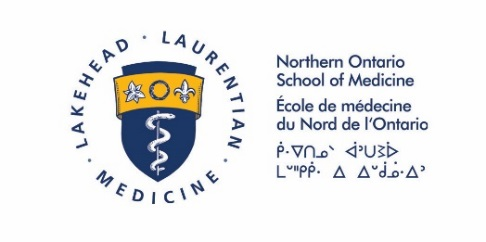 LAKEHEAD · LAURENTIAN
· MEDICINE ·
Northern Ontario
School of Medicine
École de médecine
du Nord de l'Ontario